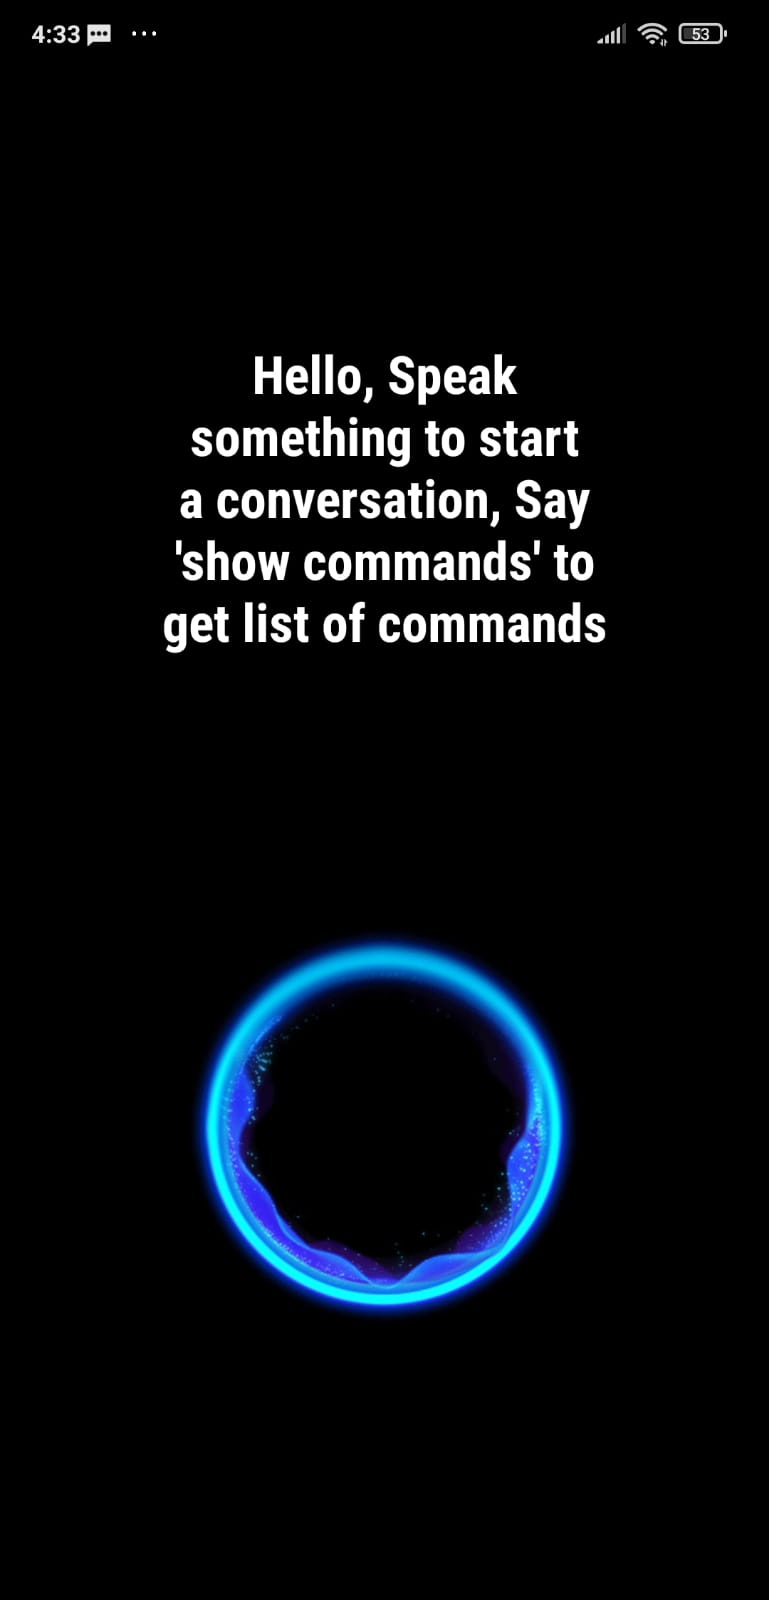 4:33
53
Hello, Speak
something to start
a conversation, Say
'show commands' to
get list of commands